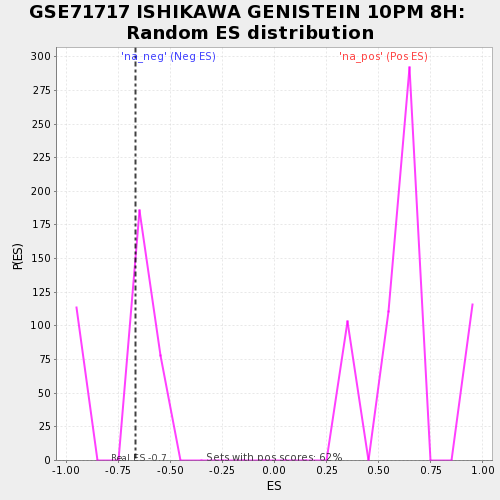 GSE71717 ISHIKAWA GENISTEIN 10PM 8H:
Random ES distribution
'na_neg' (Neg ES)
'na_pos' (Pos ES)
300
275
250
225
200
175
150
125
100
75
50
25
0
P(ES)
Real ES -0.7
Sets with pos scores: 62%
-1.00 -0.75 -0.50 -0.25 0.00 0.25 0.50 0.75 1.00
ES